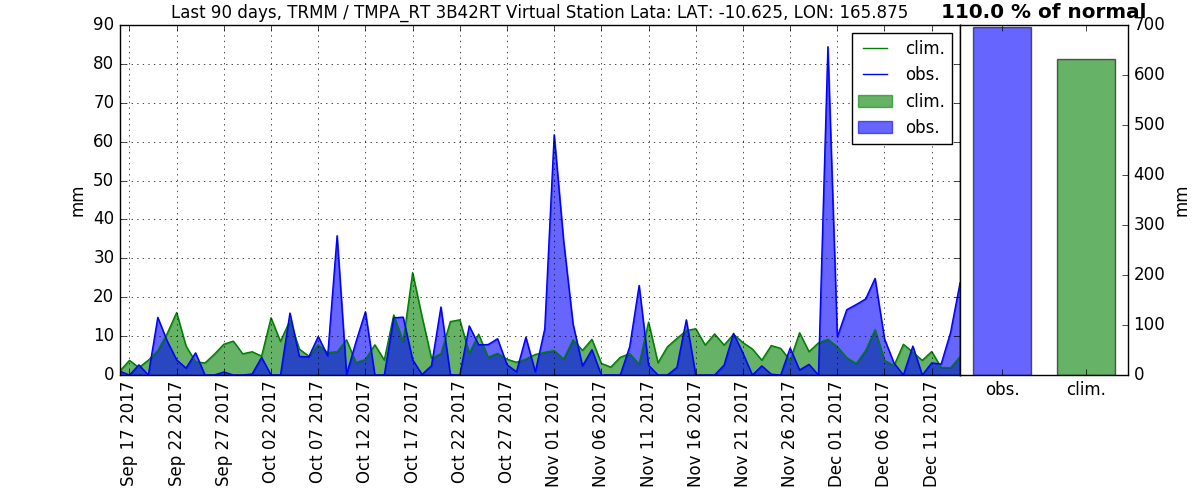 Last 90 days, TRMM / TMPA_RT 3B42RT Virtual Station Lata: LAT: -10.625, LON: 165.875
110.0 % of normal
90
80
70
60
50
40
30
20
10
0
mm
clim.
obs.
clim.
obs.
Sep 17 2017
Sep 22 2017
Sep 27 2017
Oct 02 2017
Oct 07 2017
Oct 12 2017
Oct 17 2017
Oct 22 2017
Oct 27 2017
Nov 01 2017
Nov 06 2017
Nov 11 2017
Nov 16 2017
Nov 21 2017
Nov 26 2017
Dec 01 2017
Dec 06 2017
Dec 11 2017
obs.
clim.
700
600
500
400
300
200
100
0
mm